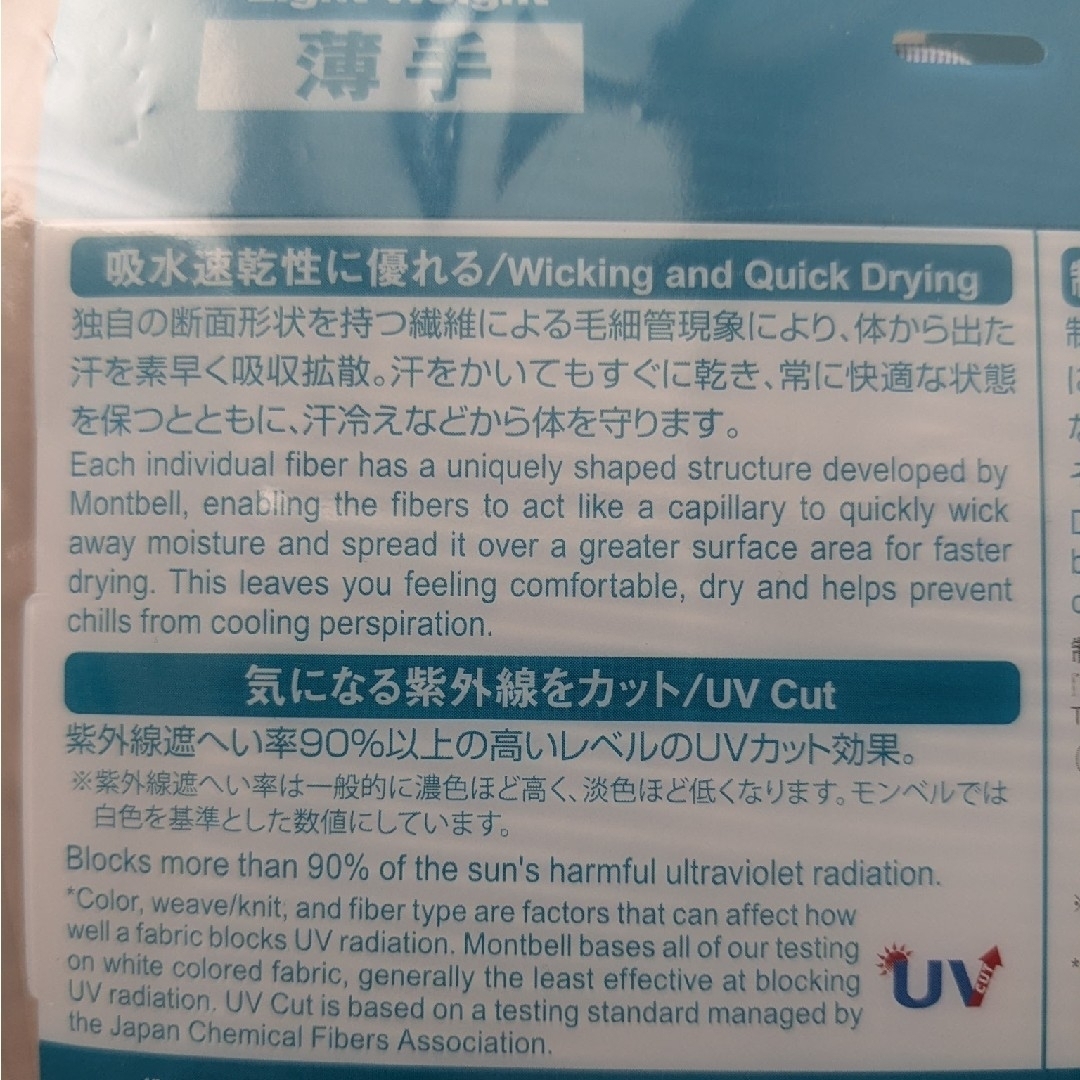 Light Weight
薄手
吸水速乾性に優れる/Wicking and Quick Drying
独自の断面形状を持つ繊維による毛細管現象により、体から出た
汗を素早く吸収拡散。汗をかいてもすぐに乾き、常に快適な状態
を保つとともに、汗冷えなどから体を守ります。
Each individual fiber has a uniquely shaped structure developed by
Montbell, enabling the fibers to act like a capillary to quickly wick
away moisture and spread it over a greater surface area for faster
drying. This leaves you feeling comfortable, dry and helps prevent
chills from cooling perspiration.
気になる紫外線をカット/UV Cut
紫外線遮へい率90%以上の高いレベルのUVカット効果。
※紫外線遮へい率は一般的に濃色ほど高く、淡色ほど低くなります。モンベルでは
白色を基準とした数値にしています。
Blocks more than 90% of the sun's harmful ultraviolet radiation.
*Color, weave/knit, and fiber type are factors that can affect how
well a fabric blocks UV radiation. Montbell bases all of our testing
on white colored fabric, generally the least effective at blocking
UV radiation. UV Cut is based on a testing standard managed by
the Japan Chemical Fibers Association.
UV CUT